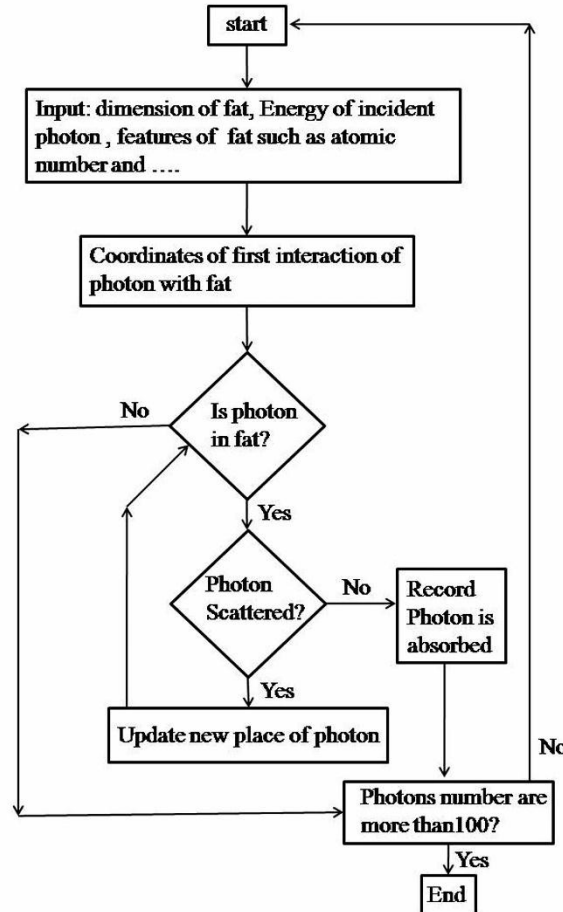 start
Input: dimension of fat, Energy of incident
photon , features of fat such as atomic
number and ....
Coordinates of first interaction of
photon with fat
No
Is photon
in fat?
Yes
Photon
Scattered?
No
Record
Photon is
absorbed
Yes
Update new place of photon
No
Photons number are
more than100?
Yes
End